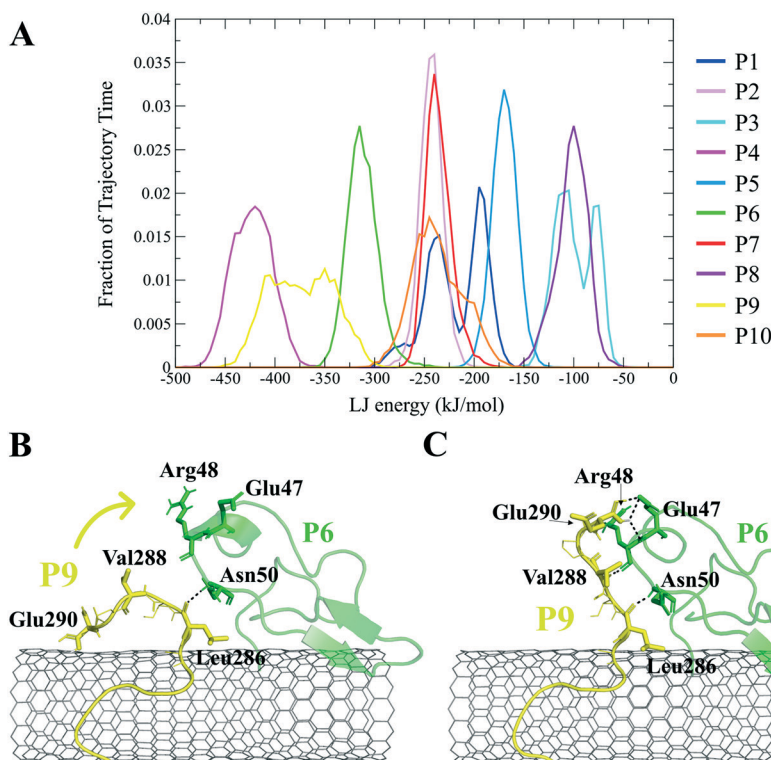 A
Fraction of Trajectory Time
0.04
0.035
0.03
0.025
0.02
0.015
0.01
0.005
0
-500 -450 -400 -350 -300 -250 -200 -150 -100 -50 0
LJ energy (kJ/mol)
P1
P2
P3
P4
P5
P6
P7
P8
P9
P10
B
Arg48
Glu47
P6
P9
Val288
Asn50
Glu290
Leu286
C
Arg48
Glu290
Glu47
P6
Val288
Asn50
P9
Leu286